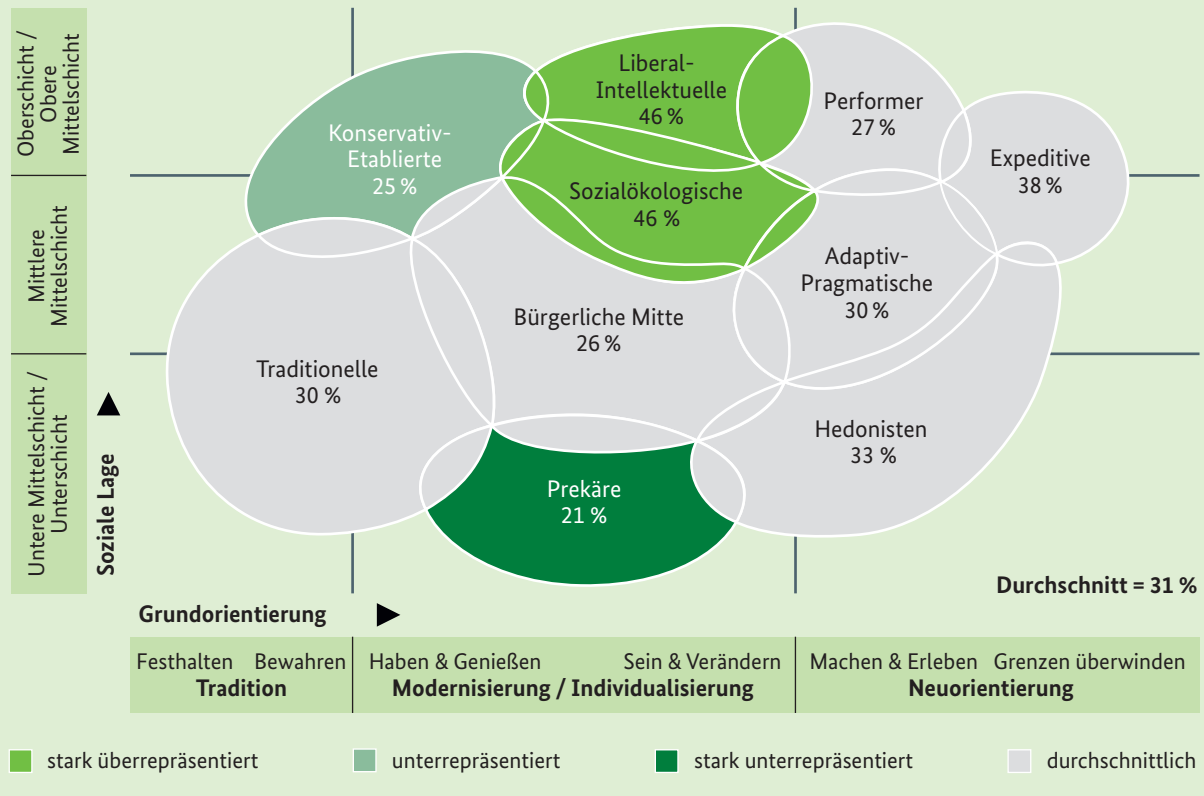 Oberschicht /
Obere
Mittelschicht
Mittlere
Mittelschicht
Untere Mittelschicht /
Unterschicht
Soziale Lage
Konservativ-
Etablierte
25 %
Liberal-
Intellektuelle
46 %
Performer
27 %
Expeditive
38 %
Sozialökologische
46 %
Adaptiv-
Pragmatische
30 %
Bürgerliche Mitte
26 %
Traditionelle
30 %
Hedonisten
33 %
Prekäre
21 %
Durchschnitt = 31 %
Grundorientierung
Festhalten Bewahren
Tradition
Haben & Genießen Sein & Verändern
Modernisierung / Individualisierung
Machen & Erleben Grenzen überwinden
Neuorientierung
stark überrepräsentiert
unterrepräsentiert
stark unterrepräsentiert
durchschnittlich